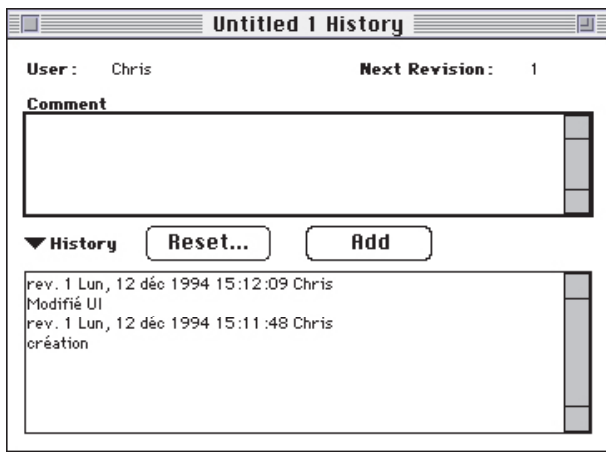 Untitled 1 History
User: Chris Next Revision: 1
Comment
History Reset... Add
rev. 1 Lun, 12 déc 1994 15:12:09 Chris
Modifié UI
rev. 1 Lun, 12 déc 1994 15:11:48 Chris
création